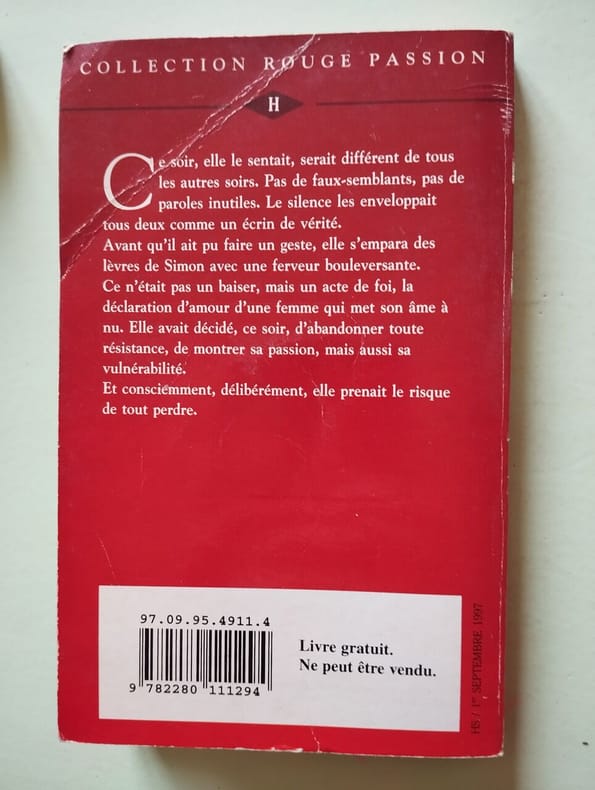 COLLECTION ROUGE PASSION
H
Ce soir, elle le sentait, serait différent de tous
les autres soirs. Pas de faux-semblants, pas de
paroles inutiles. Le silence les enveloppait
tous deux comme un écrin de vérité.
Avant qu'il ait pu faire un geste, elle s'empara des
lèvres de Simon avec une ferveur bouleversante.
Ce n'était pas un baiser, mais un acte de foi, la
déclaration d'amour d'une femme qui met son âme à
nu. Elle avait décidé, ce soir, d'abandonner toute
résistance, de montrer sa passion, mais aussi sa
vulnérabilité.
Et consciemment, délibérément, elle prenait le risque
de tout perdre.
97.09.95.4911.4
9 782280 111294
Livre gratuit.
Ne peut être vendu.
HS / 1er SEPTEMBRE 1997